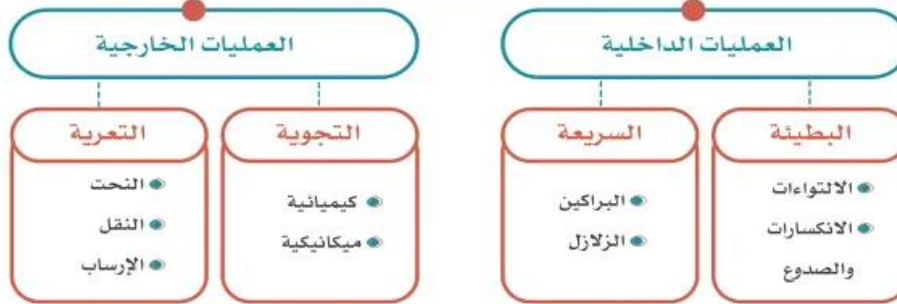 العمليات الداخلية
البطيئة
الالتواءات
الانكسارات
والصدوع
السريعة
البراكين
الزلازل
العمليات الخارجية
التجوية
كيميائية
ميكانيكية
التعرية
النحت
النقل
الإرساب